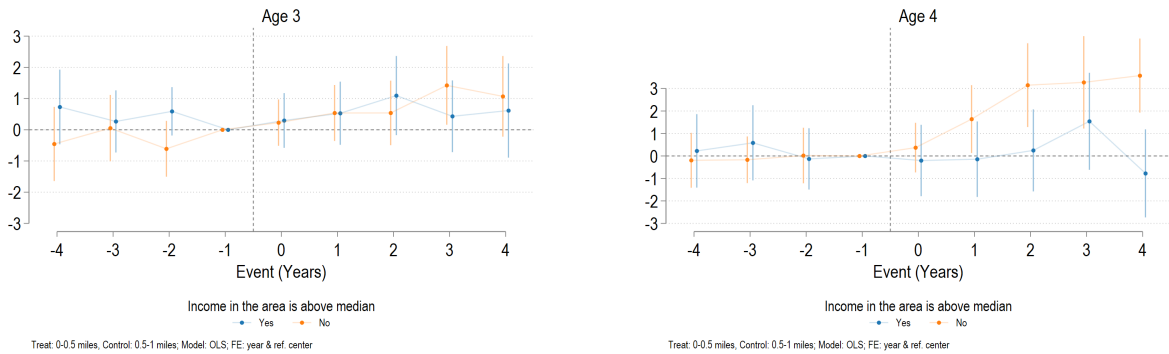 Age 3
3
2
1
0
-1
-2
-3
-4 -3 -2 -1 0 1 2 3 4
Event (Years)
Income in the area is above median
Yes No
Treat: 0-0.5 miles, Control: 0.5-1 miles; Model: OLS; FE: year & ref. center
Age 4
3
2
1
0
-1
-2
-3
-4 -3 -2 -1 0 1 2 3 4
Event (Years)
Income in the area is above median
Yes No
Treat: 0-0.5 miles, Control: 0.5-1 miles; Model: OLS; FE: year & ref. center